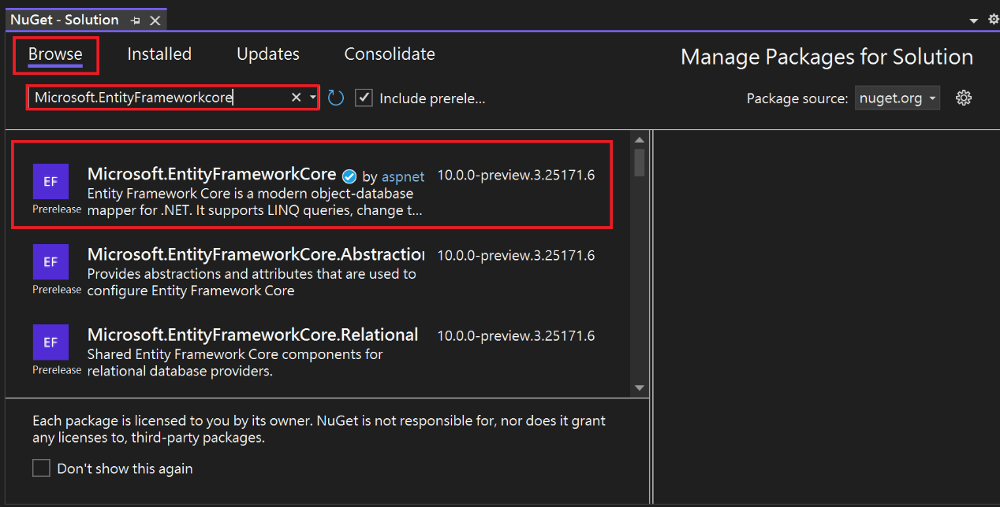 NuGet - Solution
Browse Installed Updates Consolidate
Manage Packages for Solution
Microsoft.EntityFrameworkcore
Include prerele...
Package source: nuget.org
EF
Prerelease
Microsoft.EntityFrameworkCore by aspnet 10.0.0-preview.3.25171.6
Entity Framework Core is a modern object-database
mapper for .NET. It supports LINQ queries, change t...
EF
Prerelease
Microsoft.EntityFrameworkCore.Abstraction 10.0.0-preview.3.25171.6
Provides abstractions and attributes that are used to
configure Entity Framework Core
EF
Prerelease
Microsoft.EntityFrameworkCore.Relational 10.0.0-preview.3.25171.6
Shared Entity Framework Core components for
relational database providers.
Each package is licensed to you by its owner. NuGet is not responsible for, nor does it grant
any licenses to, third-party packages.
Don't show this again